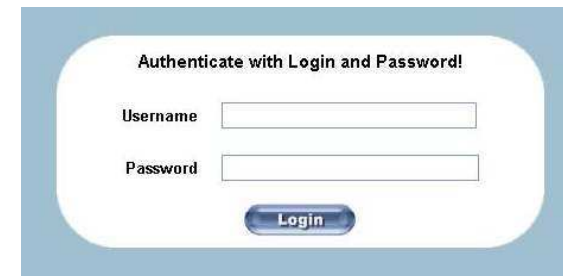 Authenticate with Login and Password!
Username
Password
Login